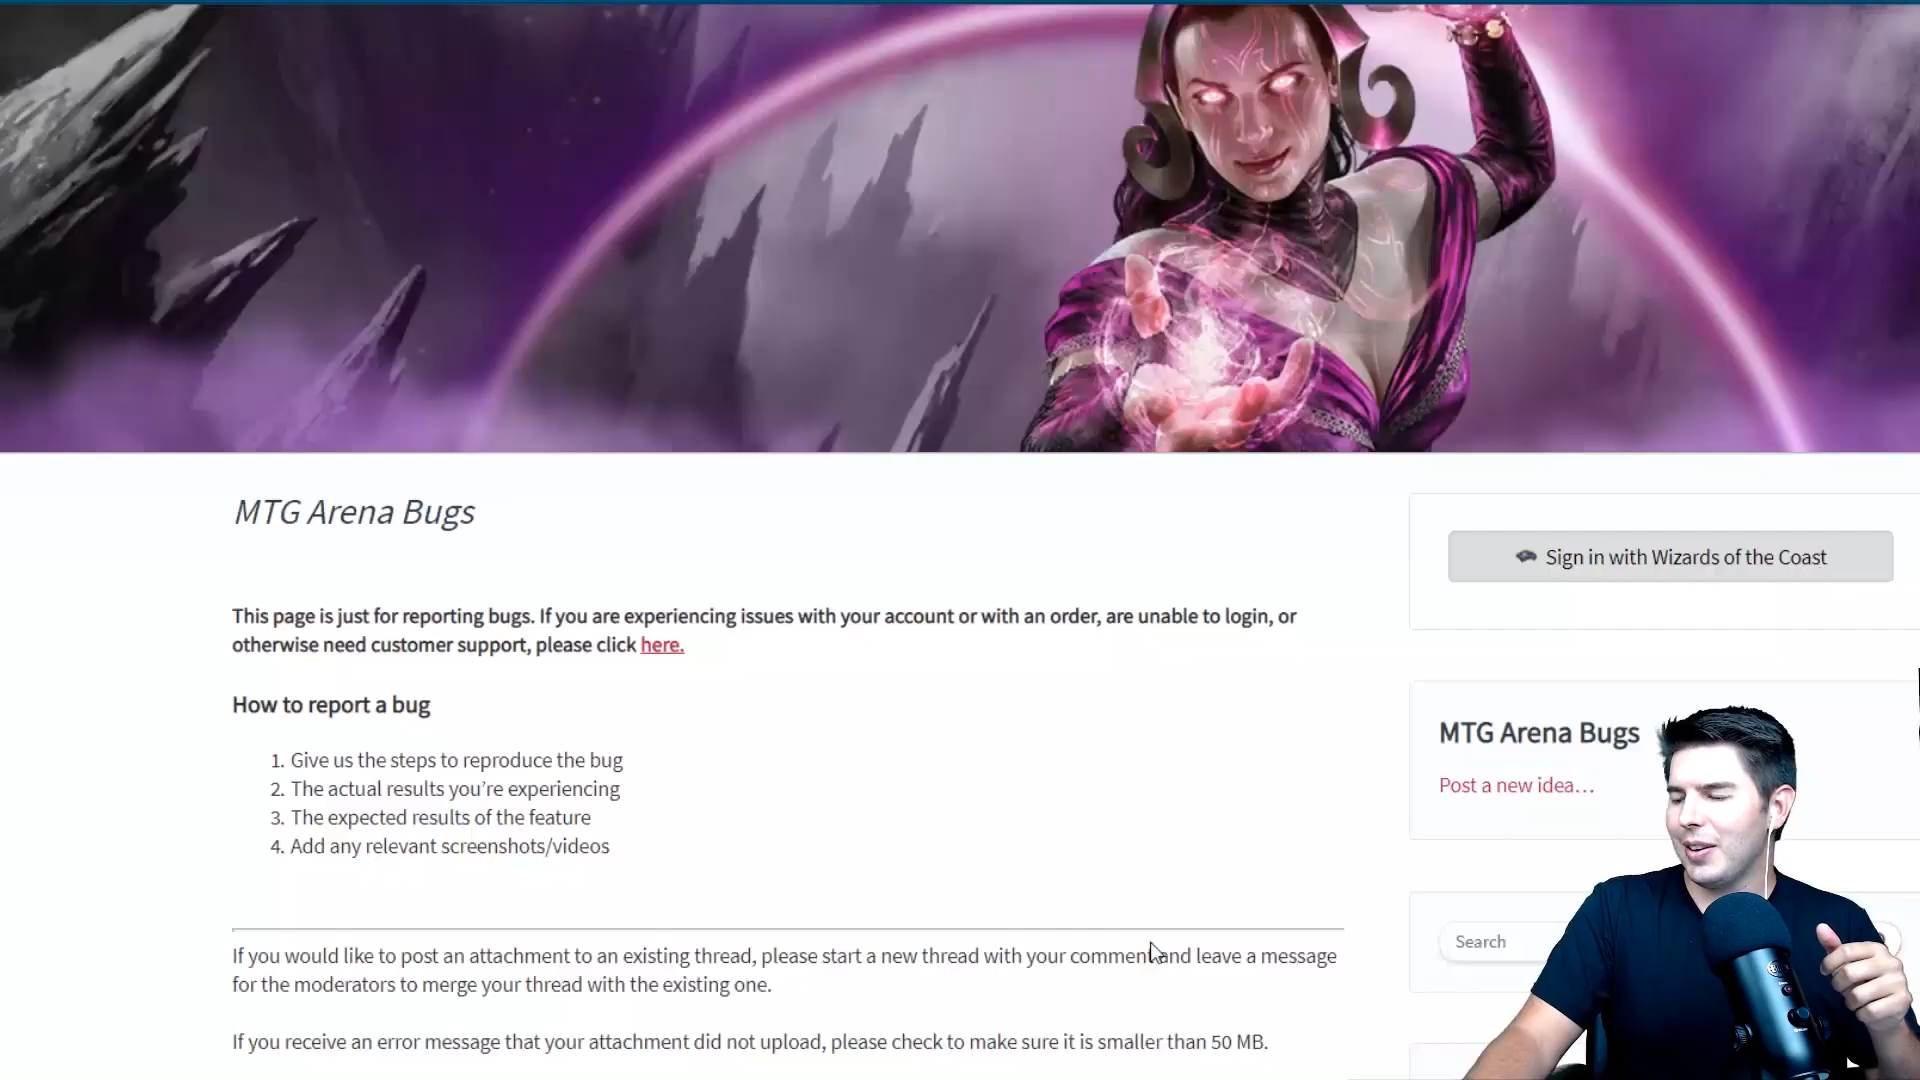 MTG Arena Bugs
Sign in with Wizards of the Coast
This page is just for reporting bugs. If you are experiencing issues with your account or with an order, are unable to login, or
otherwise need customer support, please click here.
How to report a bug
1. Give us the steps to reproduce the bug
2. The actual results you’re experiencing
3. The expected results of the feature
4. Add any relevant screenshots/videos
MTG Arena Bugs
Post a new idea…
Search
If you would like to post an attachment to an existing thread, please start a new thread with your comment and leave a message
for the moderators to merge your thread with the existing one.
If you receive an error message that your attachment did not upload, please check to make sure it is smaller than 50 MB.